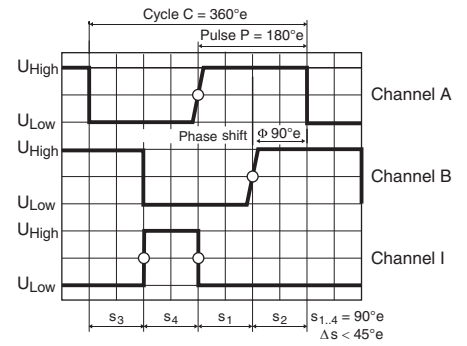 Cycle C = 360°e
Pulse P = 180°e
UHigh
Channel A
ULow
Phase shift Φ 90°e
UHigh
Channel B
ULow
UHigh
Channel I
ULow
s3 s4 s1 s2 s1..4 = 90°e
Δs < 45°e